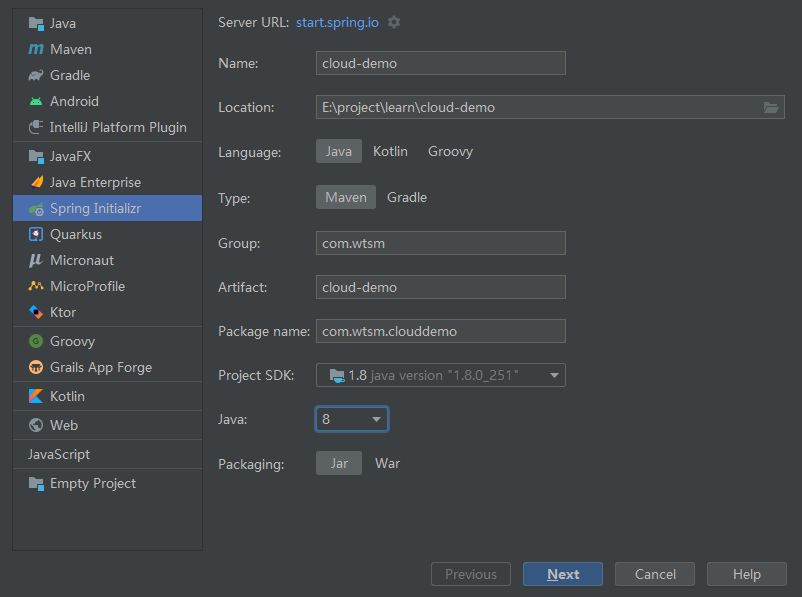 Java
Maven
Gradle
Android
IntelliJ Platform Plugin
JavaFX
Java Enterprise
Spring Initializr
Quarkus
Micronaut
MicroProfile
Ktor
Groovy
Grails App Forge
Kotlin
Web
JavaScript
Empty Project
Server URL: start.spring.io
Name: cloud-demo
Location: E:\project\learn\cloud-demo
Language: Java Kotlin Groovy
Type: Maven Gradle
Group: com.wtsm
Artifact: cloud-demo
Package name: com.wtsm.clouddemo
Project SDK: 1.8 java version "1.8.0_251"
Java: 8
Packaging: Jar War
Previous Next Cancel Help